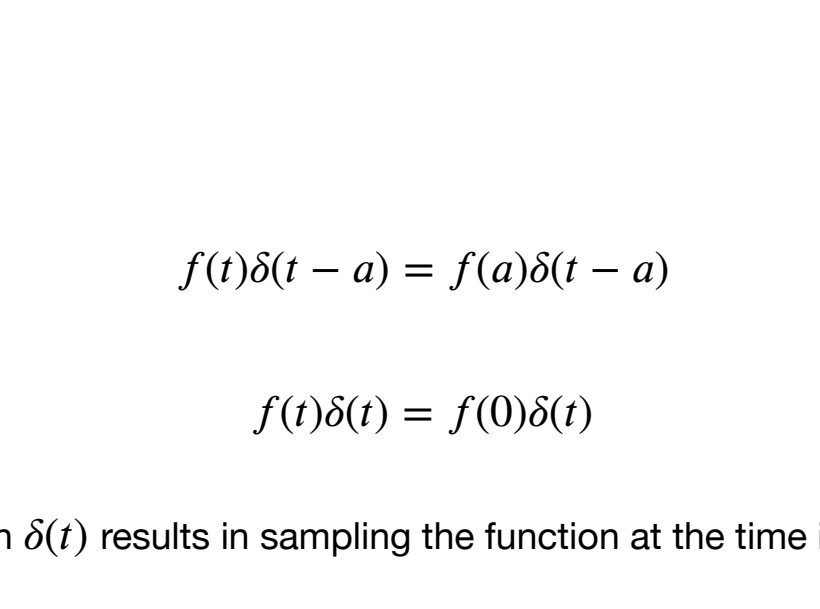 f(t)δ(t − a) = f(a)δ(t − a)
f(t)δ(t) = f(0)δ(t)
δ(t) results in sampling the function at the time